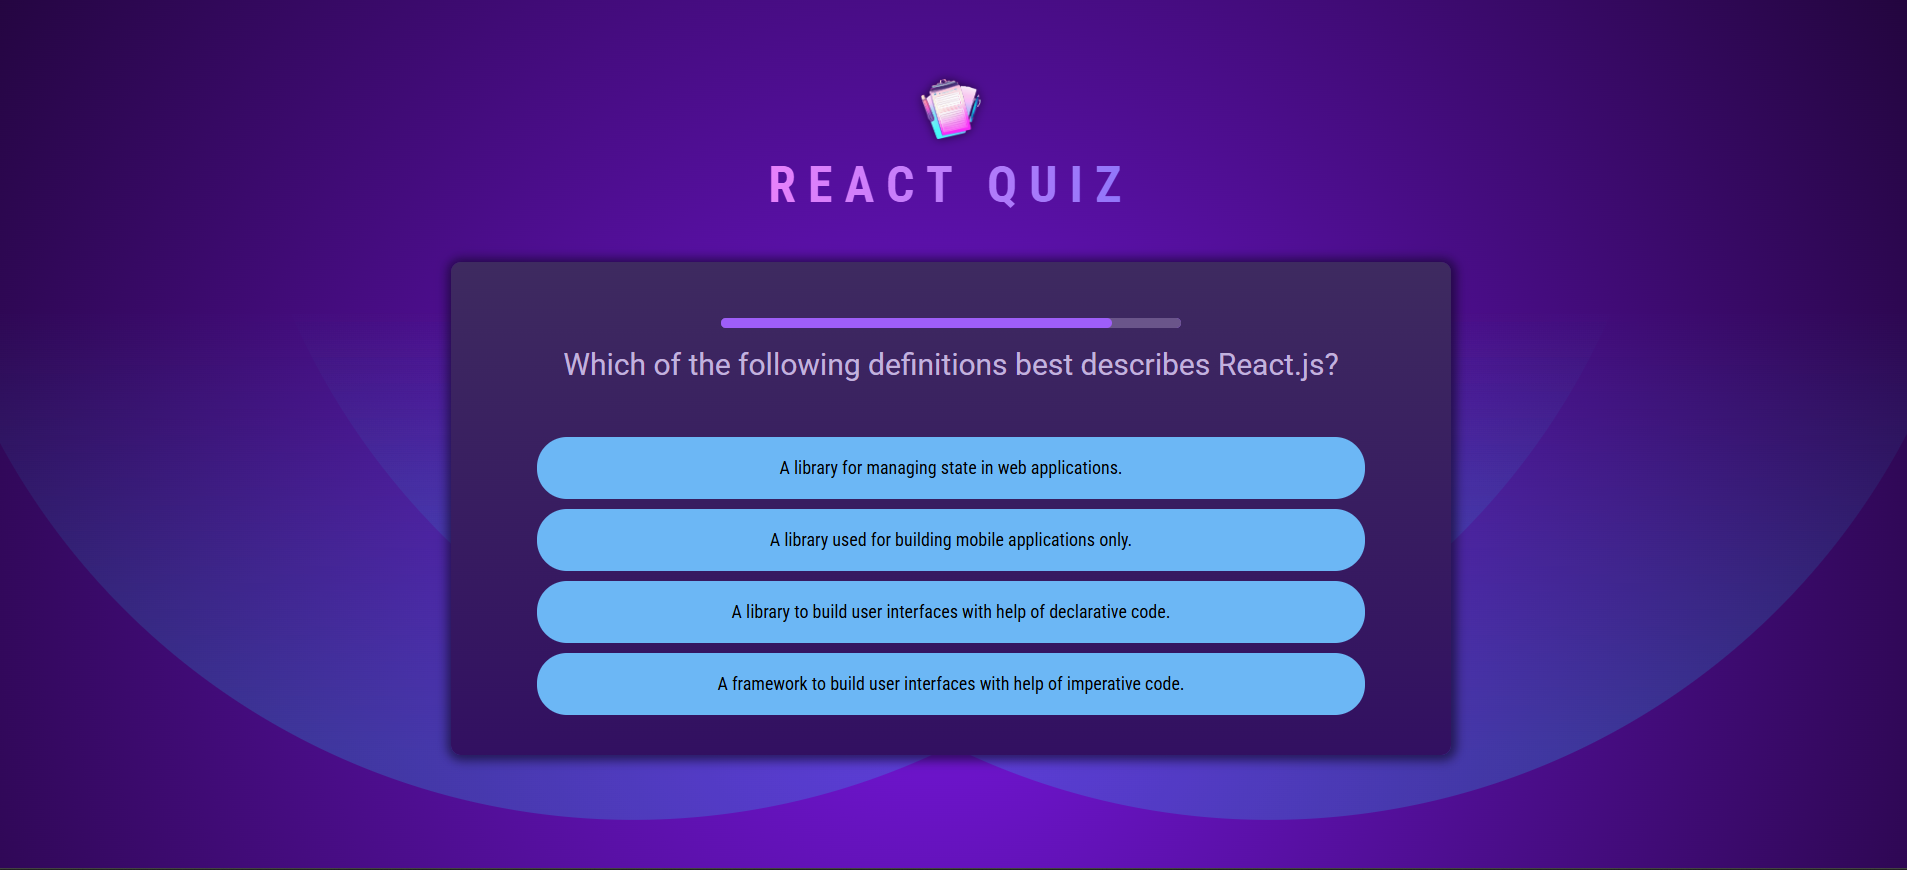 REACT QUIZ
Which of the following definitions best describes React.js?
A library for managing state in web applications.
A library used for building mobile applications only.
A library to build user interfaces with help of declarative code.
A framework to build user interfaces with help of imperative code.